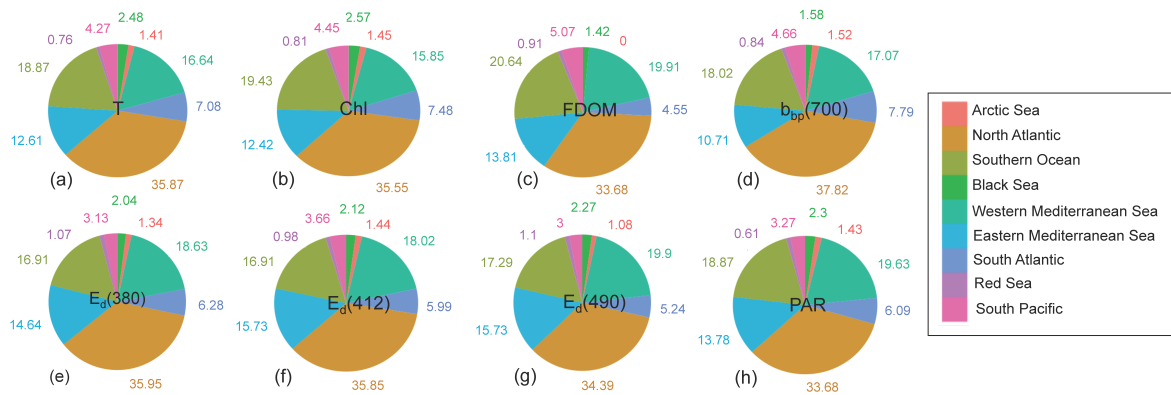 2.48
4.27
1.41
0.76
16.64
18.87
T
7.08
12.61
(a)
35.87
2.57
4.45
1.45
0.81
15.85
19.43
Chl
7.48
12.42
(b)
35.55
1.42
5.07
0
0.91
19.91
20.64
FDOM
4.55
13.81
(c)
33.68
1.58
4.66
1.52
0.84
17.07
18.02
bbp(700)
7.79
10.71
(d)
37.82
2.04
3.13
1.34
1.07
18.63
16.91
Ed(380)
6.28
14.64
(e)
35.95
2.12
3.66
1.44
0.98
18.02
16.91
Ed(412)
5.99
15.73
(f)
35.85
2.27
3
1.08
1.1
19.9
17.29
Ed(490)
5.24
15.73
(g)
34.39
2.3
3.27
1.43
0.61
19.63
18.87
PAR
6.09
13.78
(h)
33.68
Arctic Sea
North Atlantic
Southern Ocean
Black Sea
Western Mediterranean Sea
Eastern Mediterranean Sea
South Atlantic
Red Sea
South Pacific